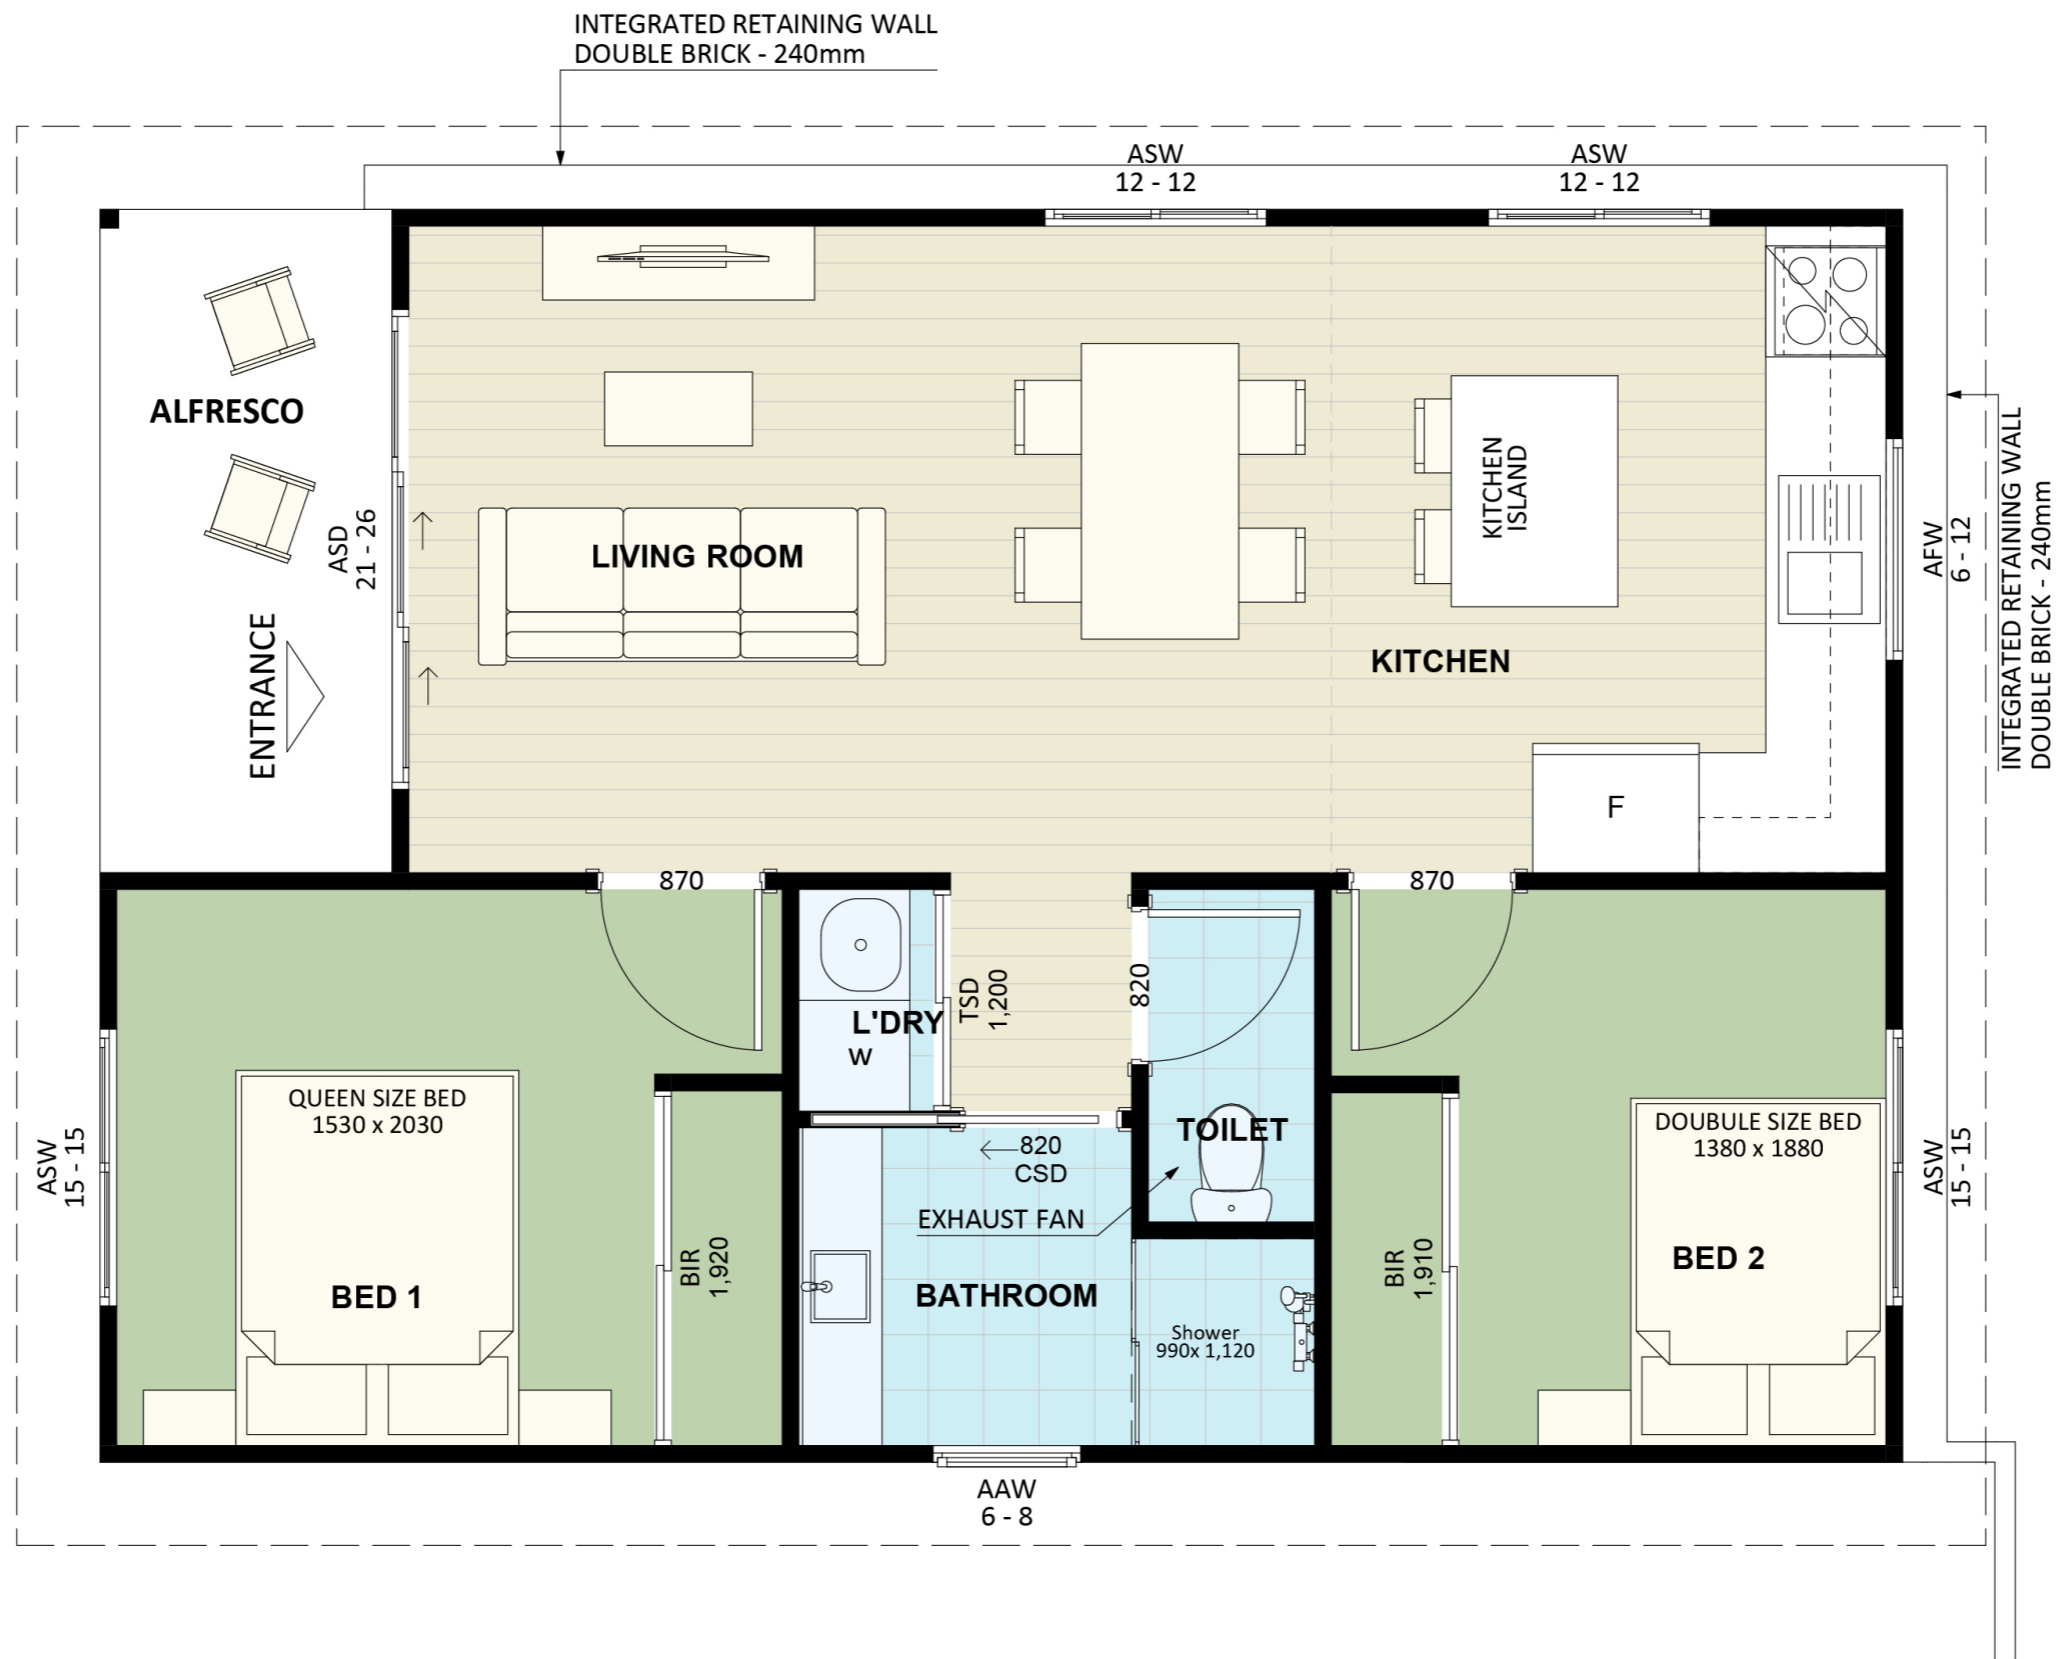 INTEGRATED RETAINING WALL
DOUBLE BRICK - 240mm
ASW
12 - 12
ASW
12 - 12
ALFRESCO
ASD
21 - 26
ENTRANCE
LIVING ROOM
KITCHEN
ISLAND
KITCHEN
AFW
6 - 12
INTEGRATED RETAINING WALL
DOUBLE BRICK - 240mm
F
870
870
820
TSD
1,200
L'DRY
W
QUEEN SIZE BED
1530 x 2030
TOILET
DOUBULE SIZE BED
1380 x 1880
ASW
15 - 15
820
CSD
ASW
15 - 15
EXHAUST FAN
BIR
1,920
BIR
1,910
BED 1
BATHROOM
BED 2
Shower
990x 1,120
AAW
6 - 8